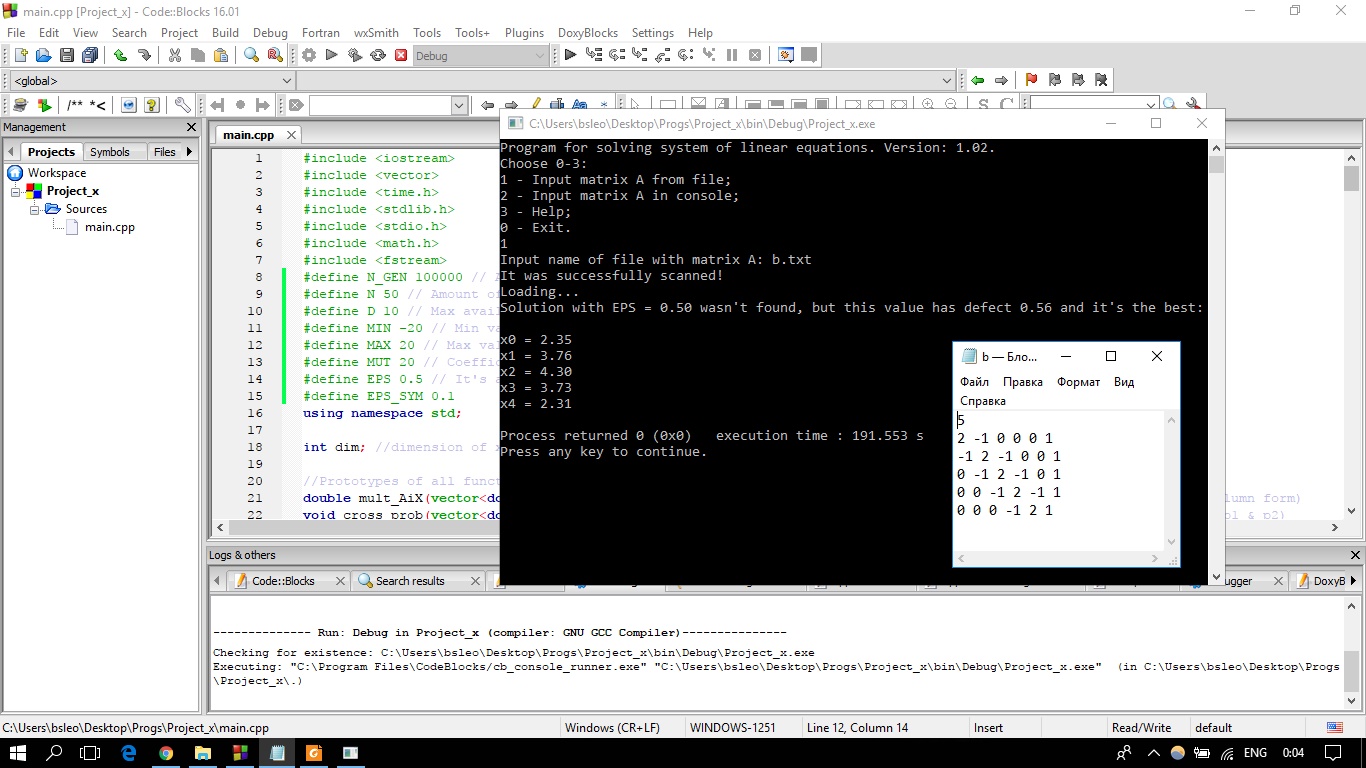 main.cpp [Project_x] - Code::Blocks 16.01
File Edit View Search Project Build Debug Fortran wxSmith Tools Tools+ Plugins DoxyBlocks Settings Help
Debug
<global>
/** *<
S C
Management
Projects Symbols Files
Workspace
Project_x
Sources
main.cpp
main.cpp
1 #include <iostream>
2 #include <vector>
3 #include <time.h>
4 #include <stdlib.h>
5 #include <stdio.h>
6 #include <math.h>
7 #include <fstream>
8 #define N_GEN 100000 //
9 #define N 50 // Amount of
10 #define D 10 // Max avai
11 #define MIN -20 // Min va
12 #define MAX 20 // Max val
13 #define MUT 20 // Coeffic
14 #define EPS 0.5 // It's a
15 #define EPS_SYM 0.1
16 using namespace std;
17
18 int dim; //dimension of
19
20 //Prototypes of all funct
21 double mult_AiX(vector<do lumn form)
22 void cross_prob(vector<do ol & p2)
C:\Users\bsleo\Desktop\Progs\Project_x\bin\Debug\Project_x.exe
Program for solving system of linear equations. Version: 1.02.
Choose 0-3:
1 - Input matrix A from file;
2 - Input matrix A in console;
3 - Help;
0 - Exit.
1
Input name of file with matrix A: b.txt
It was successfully scanned!
Loading...
Solution with EPS = 0.50 wasn't found, but this value has defect 0.56 and it's the best:
x0 = 2.35
x1 = 3.76
x2 = 4.30
x3 = 3.73
x4 = 2.31
Process returned 0 (0x0) execution time : 191.553 s
Press any key to continue.
b — Бло...
Файл Правка Формат Вид
Справка
5
2 -1 0 0 0 1
-1 2 -1 0 0 1
0 -1 2 -1 0 1
0 0 -1 2 -1 1
0 0 0 -1 2 1
Logs & others
Code::Blocks Search results ugger DoxyB
-------------- Run: Debug in Project_x (compiler: GNU GCC Compiler)---------------
Checking for existence: C:\Users\bsleo\Desktop\Progs\Project_x\bin\Debug\Project_x.exe
Executing: "C:\Program Files\CodeBlocks/cb_console_runner.exe" "C:\Users\bsleo\Desktop\Progs\Project_x\bin\Debug\Project_x.exe" (in C:\Users\bsleo\Desktop\Progs
\Project_x\.)
C:\Users\bsleo\Desktop\Progs\Project_x\main.cpp Windows (CR+LF) WINDOWS-1251 Line 12, Column 14 Insert Read/Write default
ENG 0:04